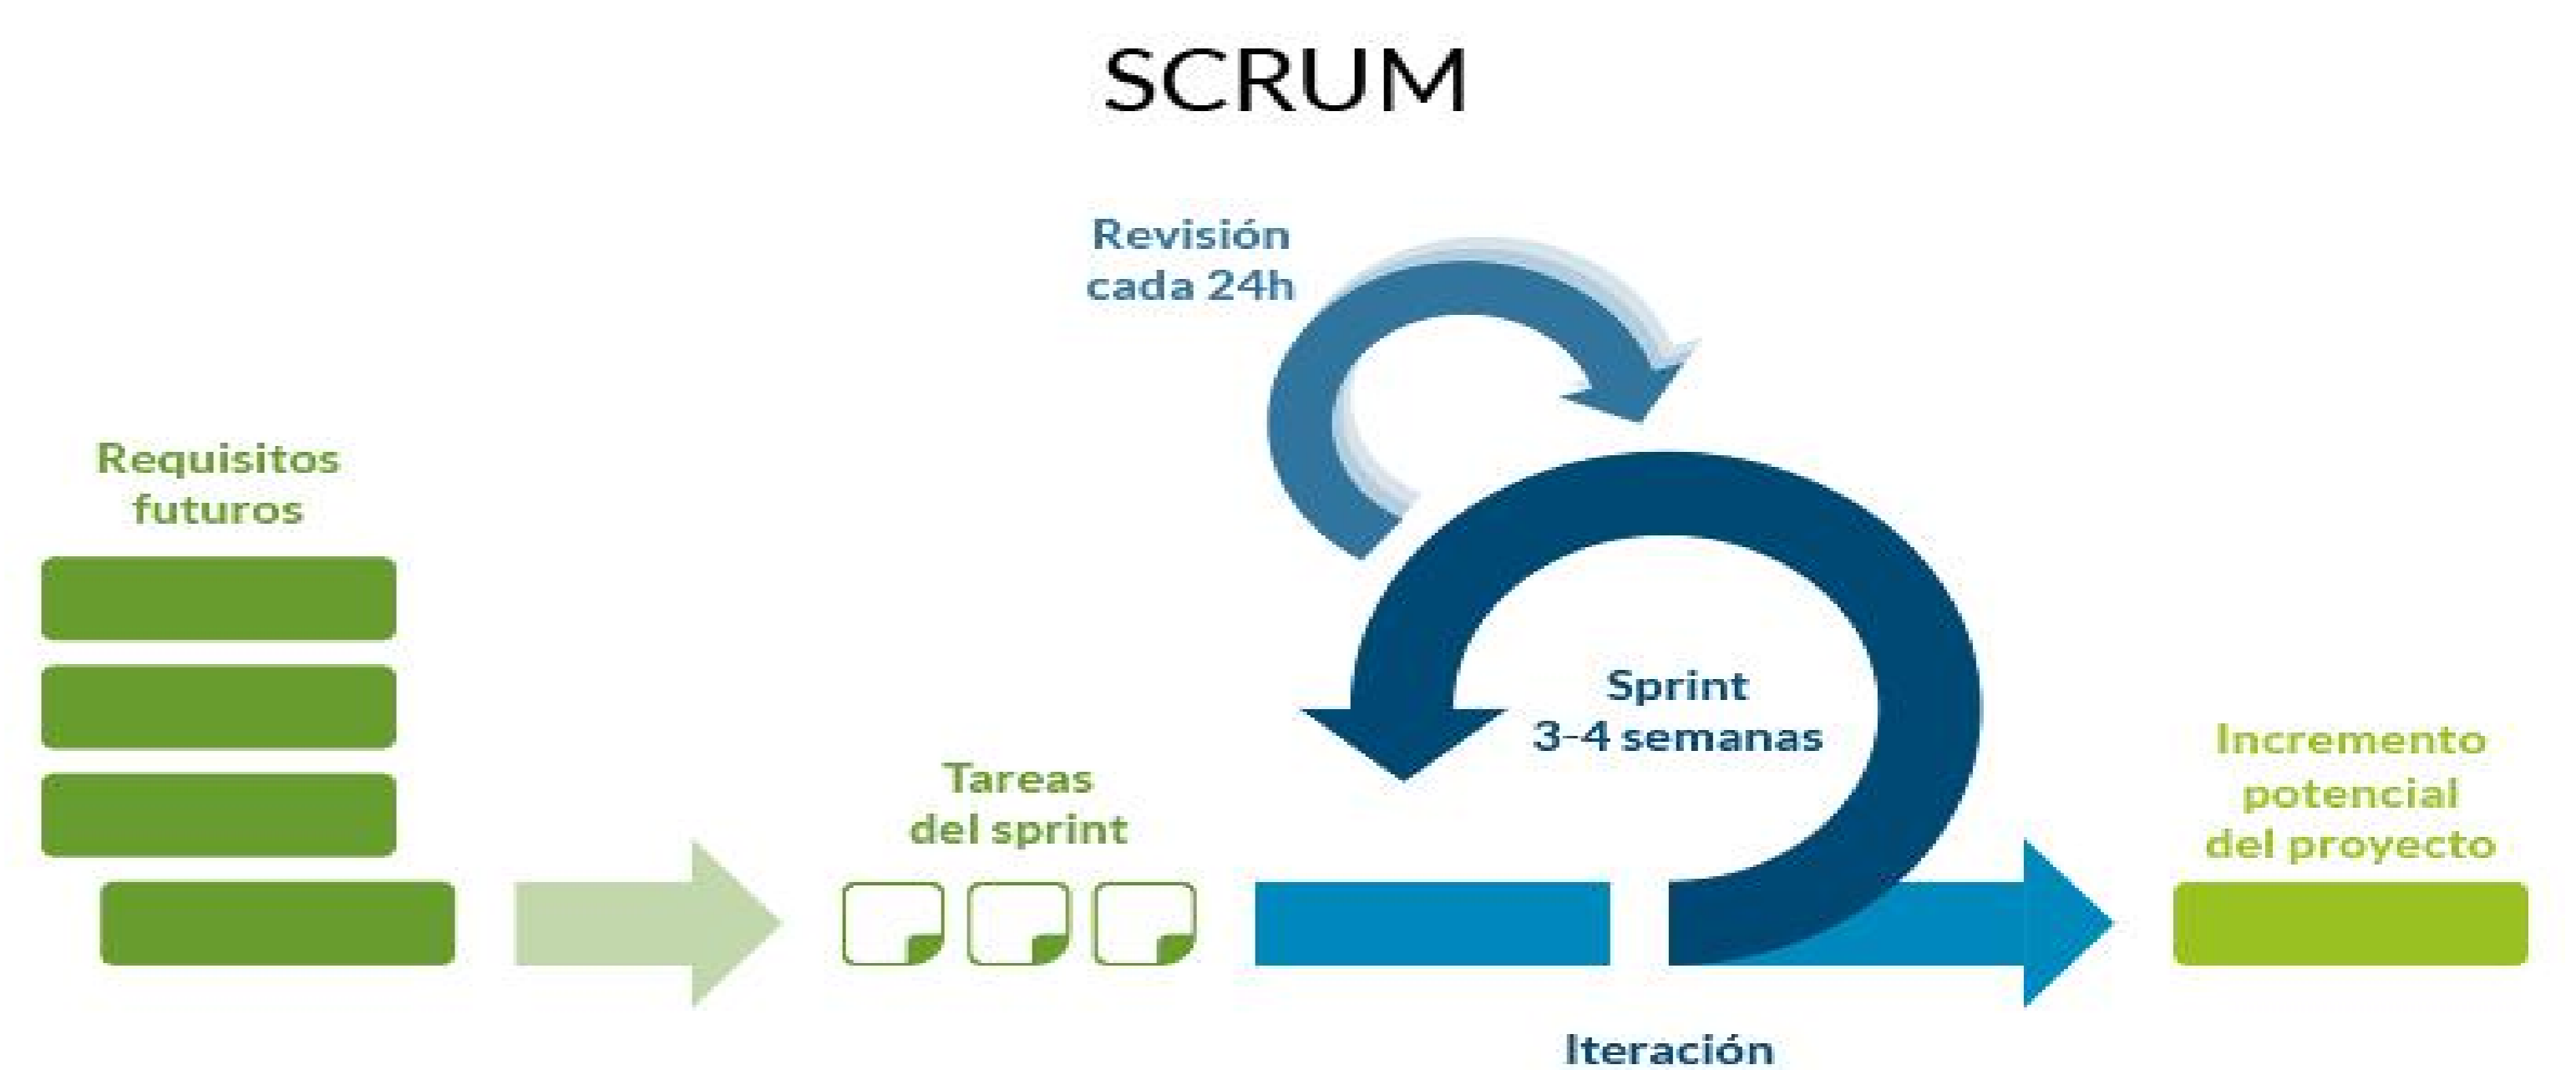 SCRUM
Revisión
cada 24h
Requisitos
futuros
Tareas
del sprint
Sprint
3-4 semanas
Incremento
potencial
del proyecto
Iteración